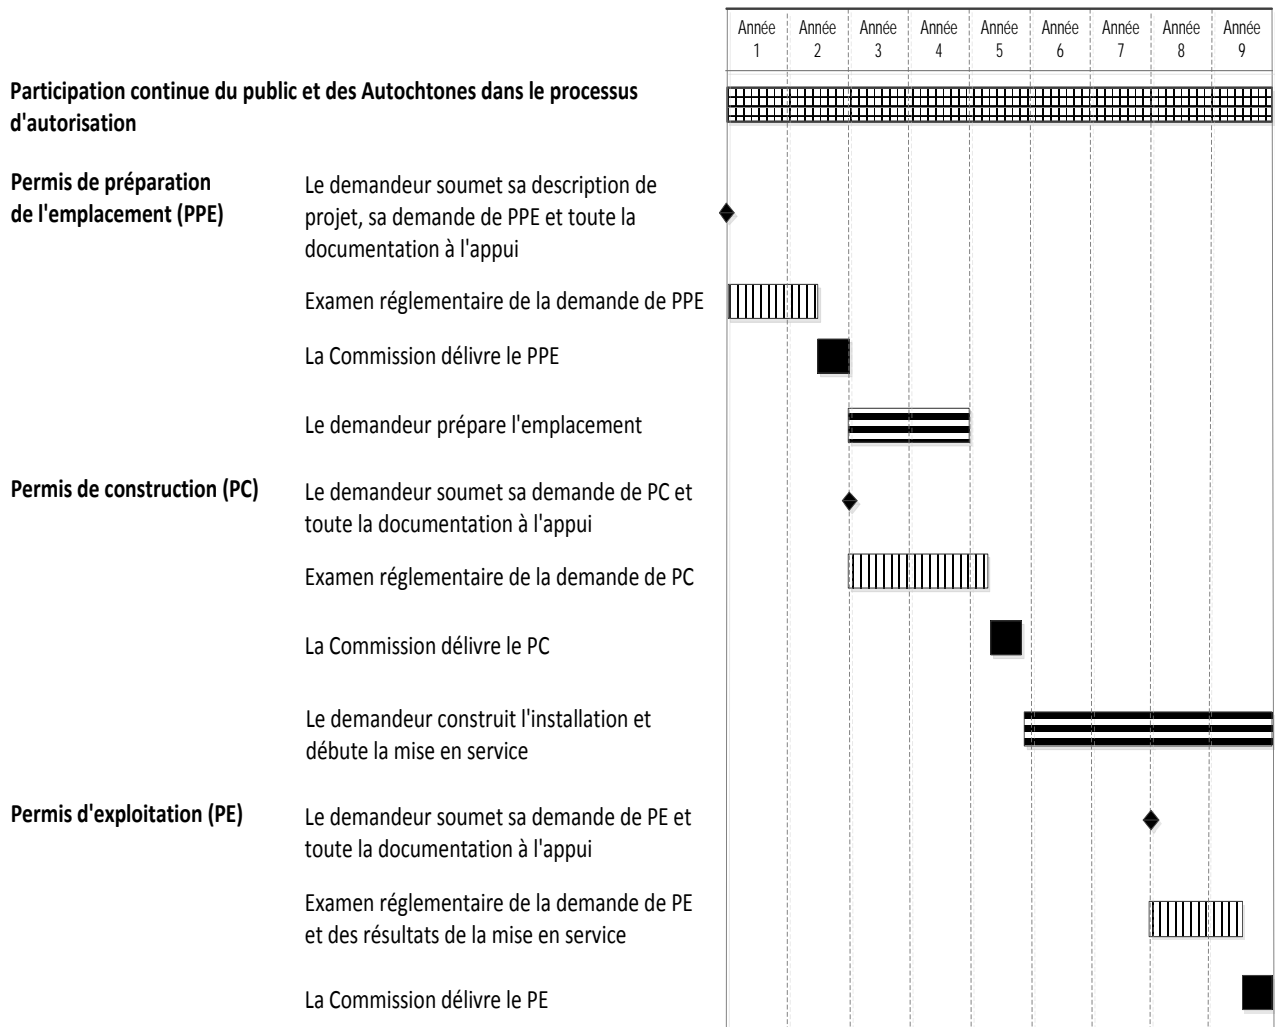 Année Année Année Année Année Année Année Année Année
1 2 3 4 5 6 7 8 9
Participation continue du public et des Autochtones dans le processus
d'autorisation
Permis de préparation
de l'emplacement (PPE)
Le demandeur soumet sa description de
projet, sa demande de PPE et toute la
documentation à l'appui
Examen réglementaire de la demande de PPE
La Commission délivre le PPE
Le demandeur prépare l'emplacement
Permis de construction (PC)
Le demandeur soumet sa demande de PC et
toute la documentation à l'appui
Examen réglementaire de la demande de PC
La Commission délivre le PC
Le demandeur construit l'installation et
débute la mise en service
Permis d'exploitation (PE)
Le demandeur soumet sa demande de PE et
toute la documentation à l'appui
Examen réglementaire de la demande de PE
et des résultats de la mise en service
La Commission délivre le PE